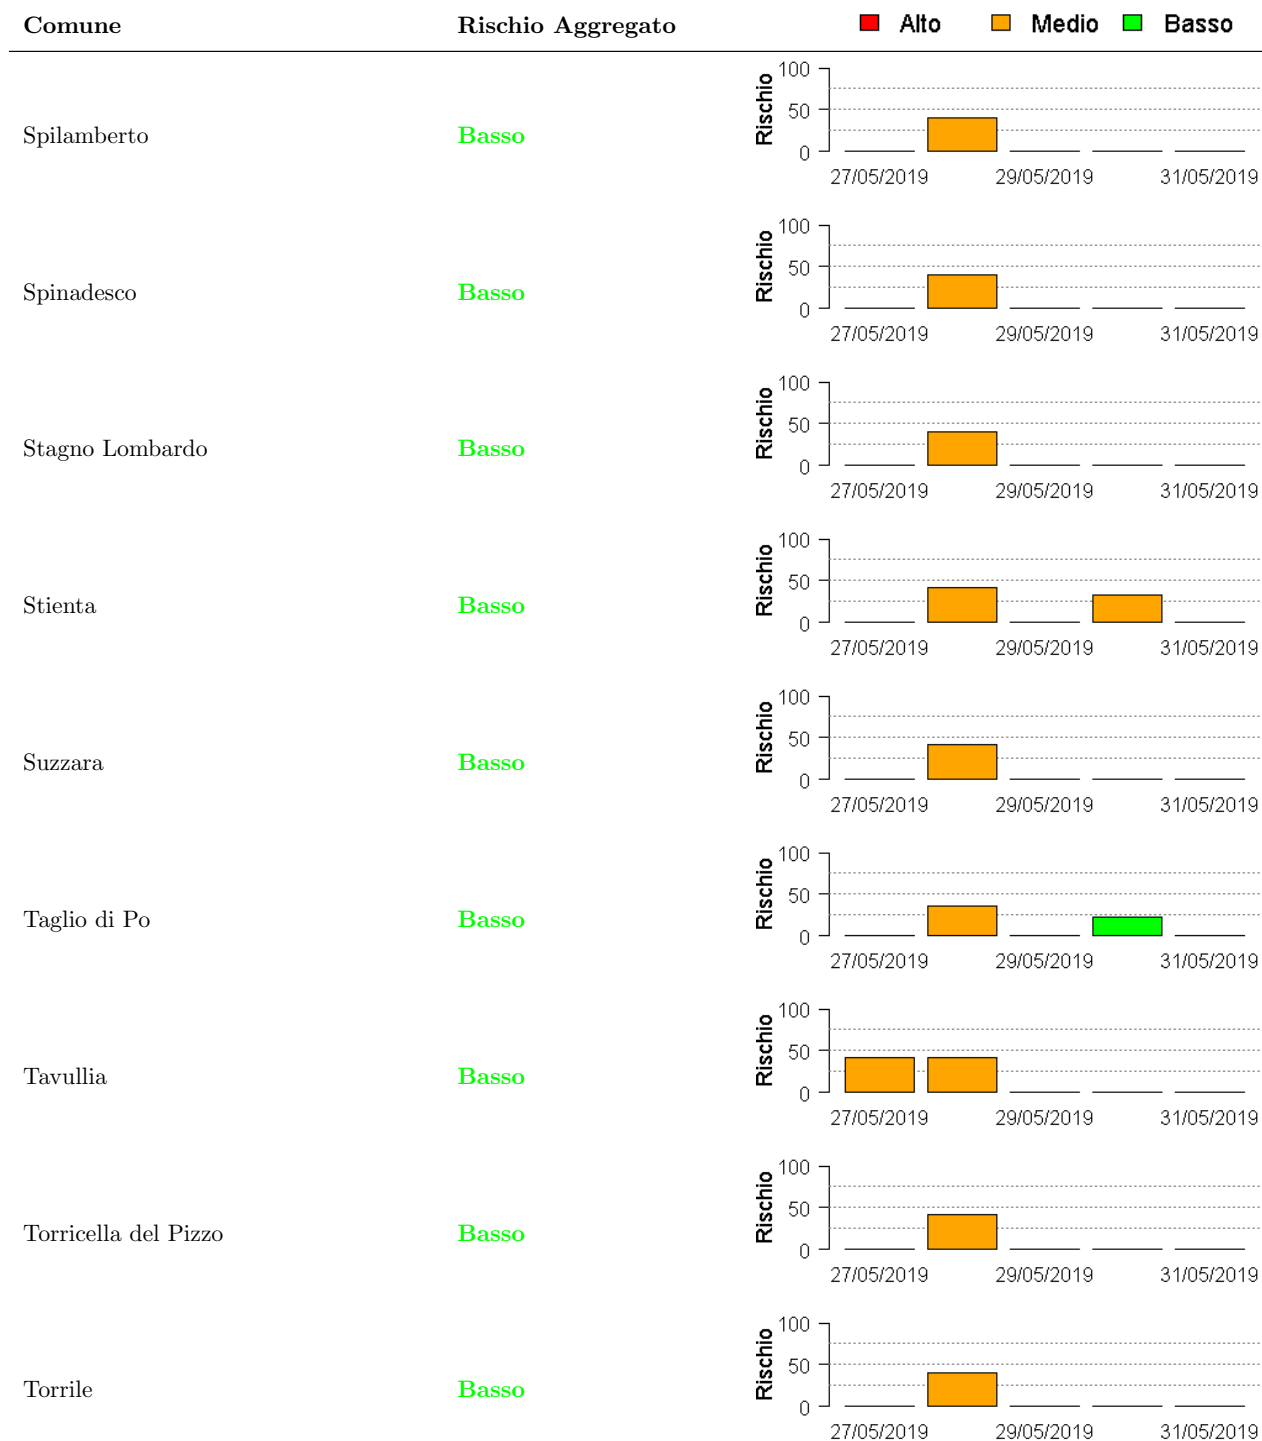 Comune Rischio Aggregato Alto Medio Basso
Spilamberto Basso Rischio 100 50 0
27/05/2019 29/05/2019 31/05/2019
Spinadesco Basso Rischio 100 50 0
27/05/2019 29/05/2019 31/05/2019
Stagno Lombardo Basso Rischio 100 50 0
27/05/2019 29/05/2019 31/05/2019
Stienta Basso Rischio 100 50 0
27/05/2019 29/05/2019 31/05/2019
Suzzara Basso Rischio 100 50 0
27/05/2019 29/05/2019 31/05/2019
Taglio di Po Basso Rischio 100 50 0
27/05/2019 29/05/2019 31/05/2019
Tavullia Basso Rischio 100 50 0
27/05/2019 29/05/2019 31/05/2019
Torricella del Pizzo Basso Rischio 100 50 0
27/05/2019 29/05/2019 31/05/2019
Torrile Basso Rischio 100 50 0
27/05/2019 29/05/2019 31/05/2019